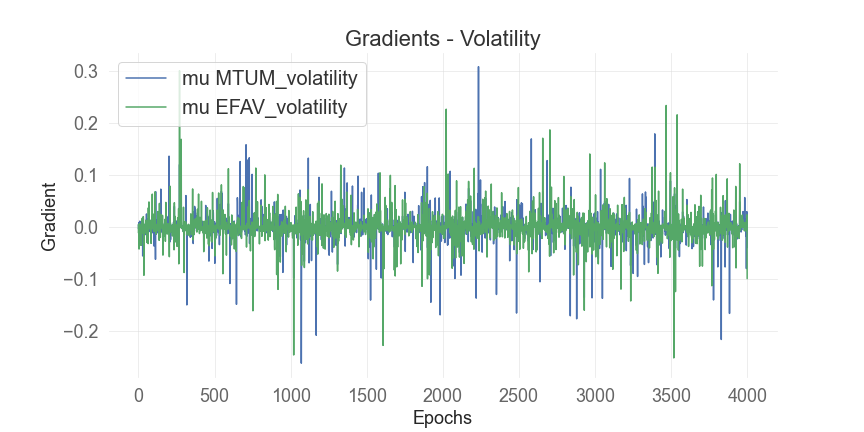 Gradients - Volatility
mu MTUM_volatility
mu EFAV_volatility
Gradient
0.3
0.2
0.1
0.0
−0.1
−0.2
0 500 1000 1500 2000 2500 3000 3500 4000
Epochs